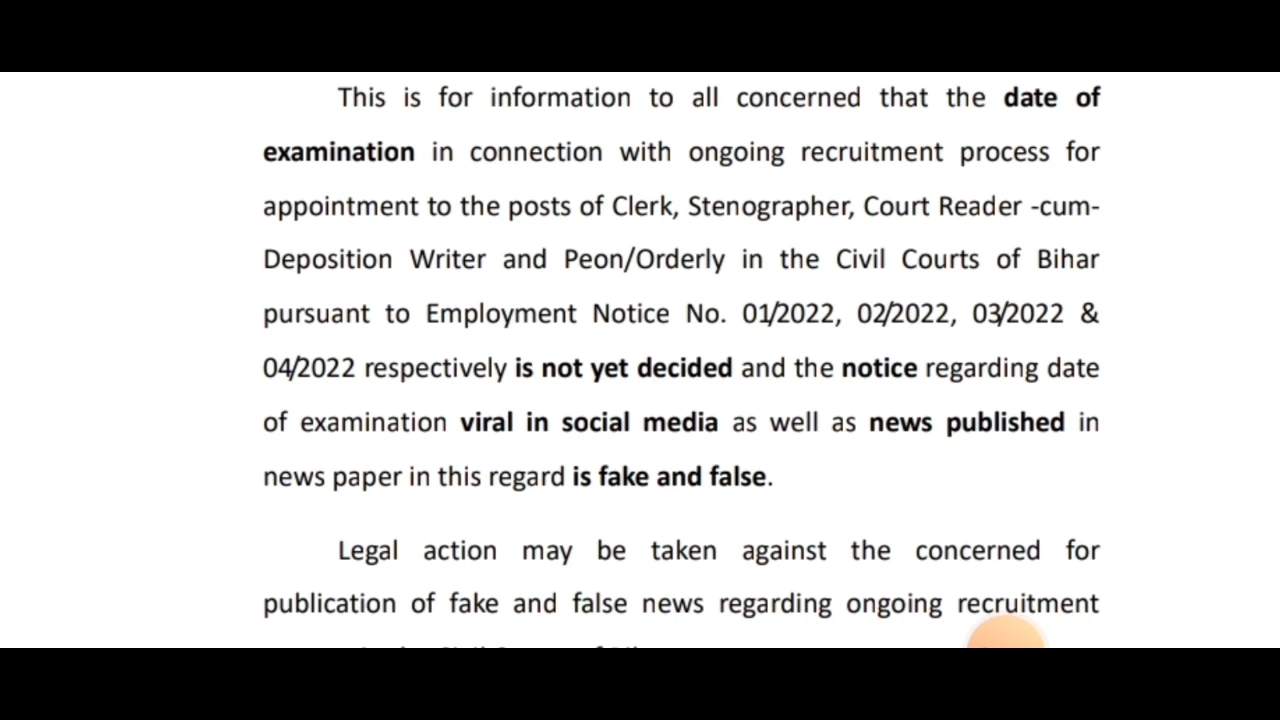 This is for information to all concerned that the date of
examination in connection with ongoing recruitment process for
appointment to the posts of Clerk, Stenographer, Court Reader -cum-
Deposition Writer and Peon/Orderly in the Civil Courts of Bihar
pursuant to Employment Notice No. 01/2022, 02/2022, 03/2022 &
04/2022 respectively is not yet decided and the notice regarding date
of examination viral in social media as well as news published in
news paper in this regard is fake and false.
Legal action may be taken against the concerned for
publication of fake and false news regarding ongoing recruitment